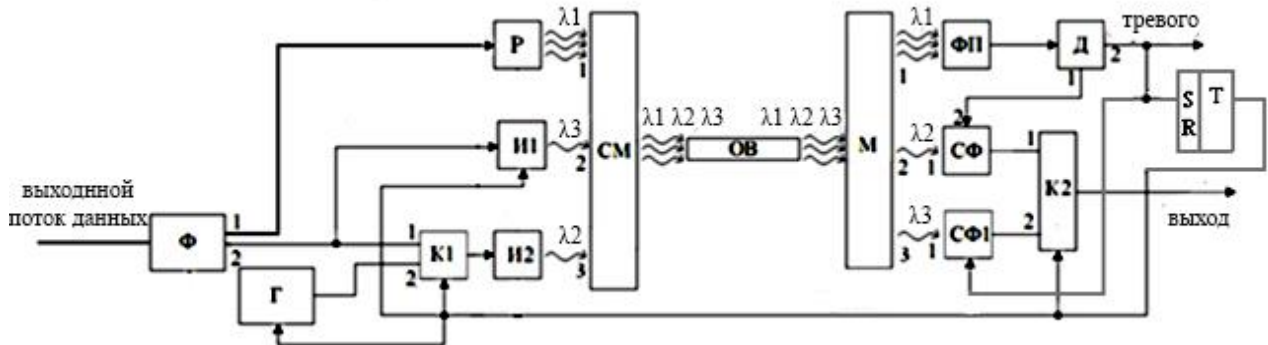 λ1
λ1
тревого
Р
ФП
Д
1
1
1
2
S
R
Т
λ3
λ1 λ2 λ3
λ1 λ2 λ3
λ2
2
И1
СМ
ОВ
М
СФ
1
2
2
1
К2
выходнной
поток данных
λ3
2
выход
1
Ф
2
λ2
СФ1
1
К1
И2
3
3
1
2
Г